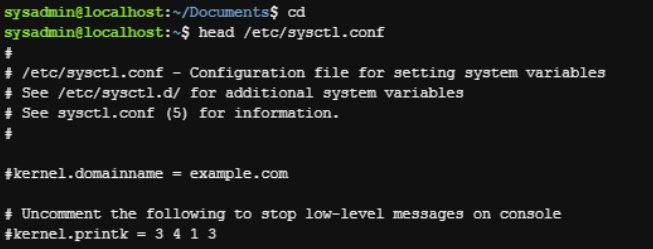 sysadmin@localhost:~/Documents$ cd
sysadmin@localhost:~$ head /etc/sysctl.conf
#
# /etc/sysctl.conf - Configuration file for setting system variables
# See /etc/sysctl.d/ for additional system variables
# See sysctl.conf (5) for information.
#
#kernel.domainname = example.com
# Uncomment the following to stop low-level messages on console
#kernel.printk = 3 4 1 3